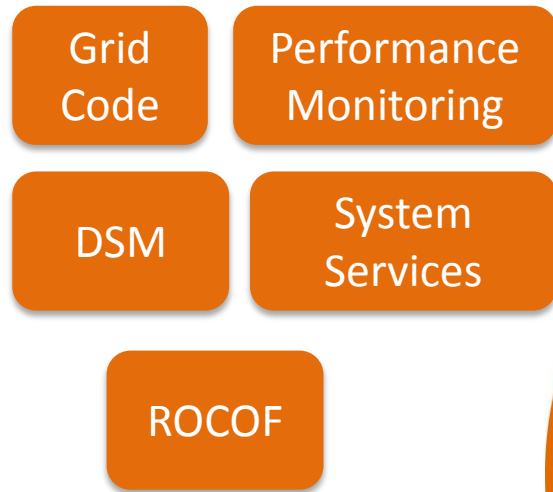 Grid
Code
Performance
Monitoring
DSM
System
Services
ROCOF